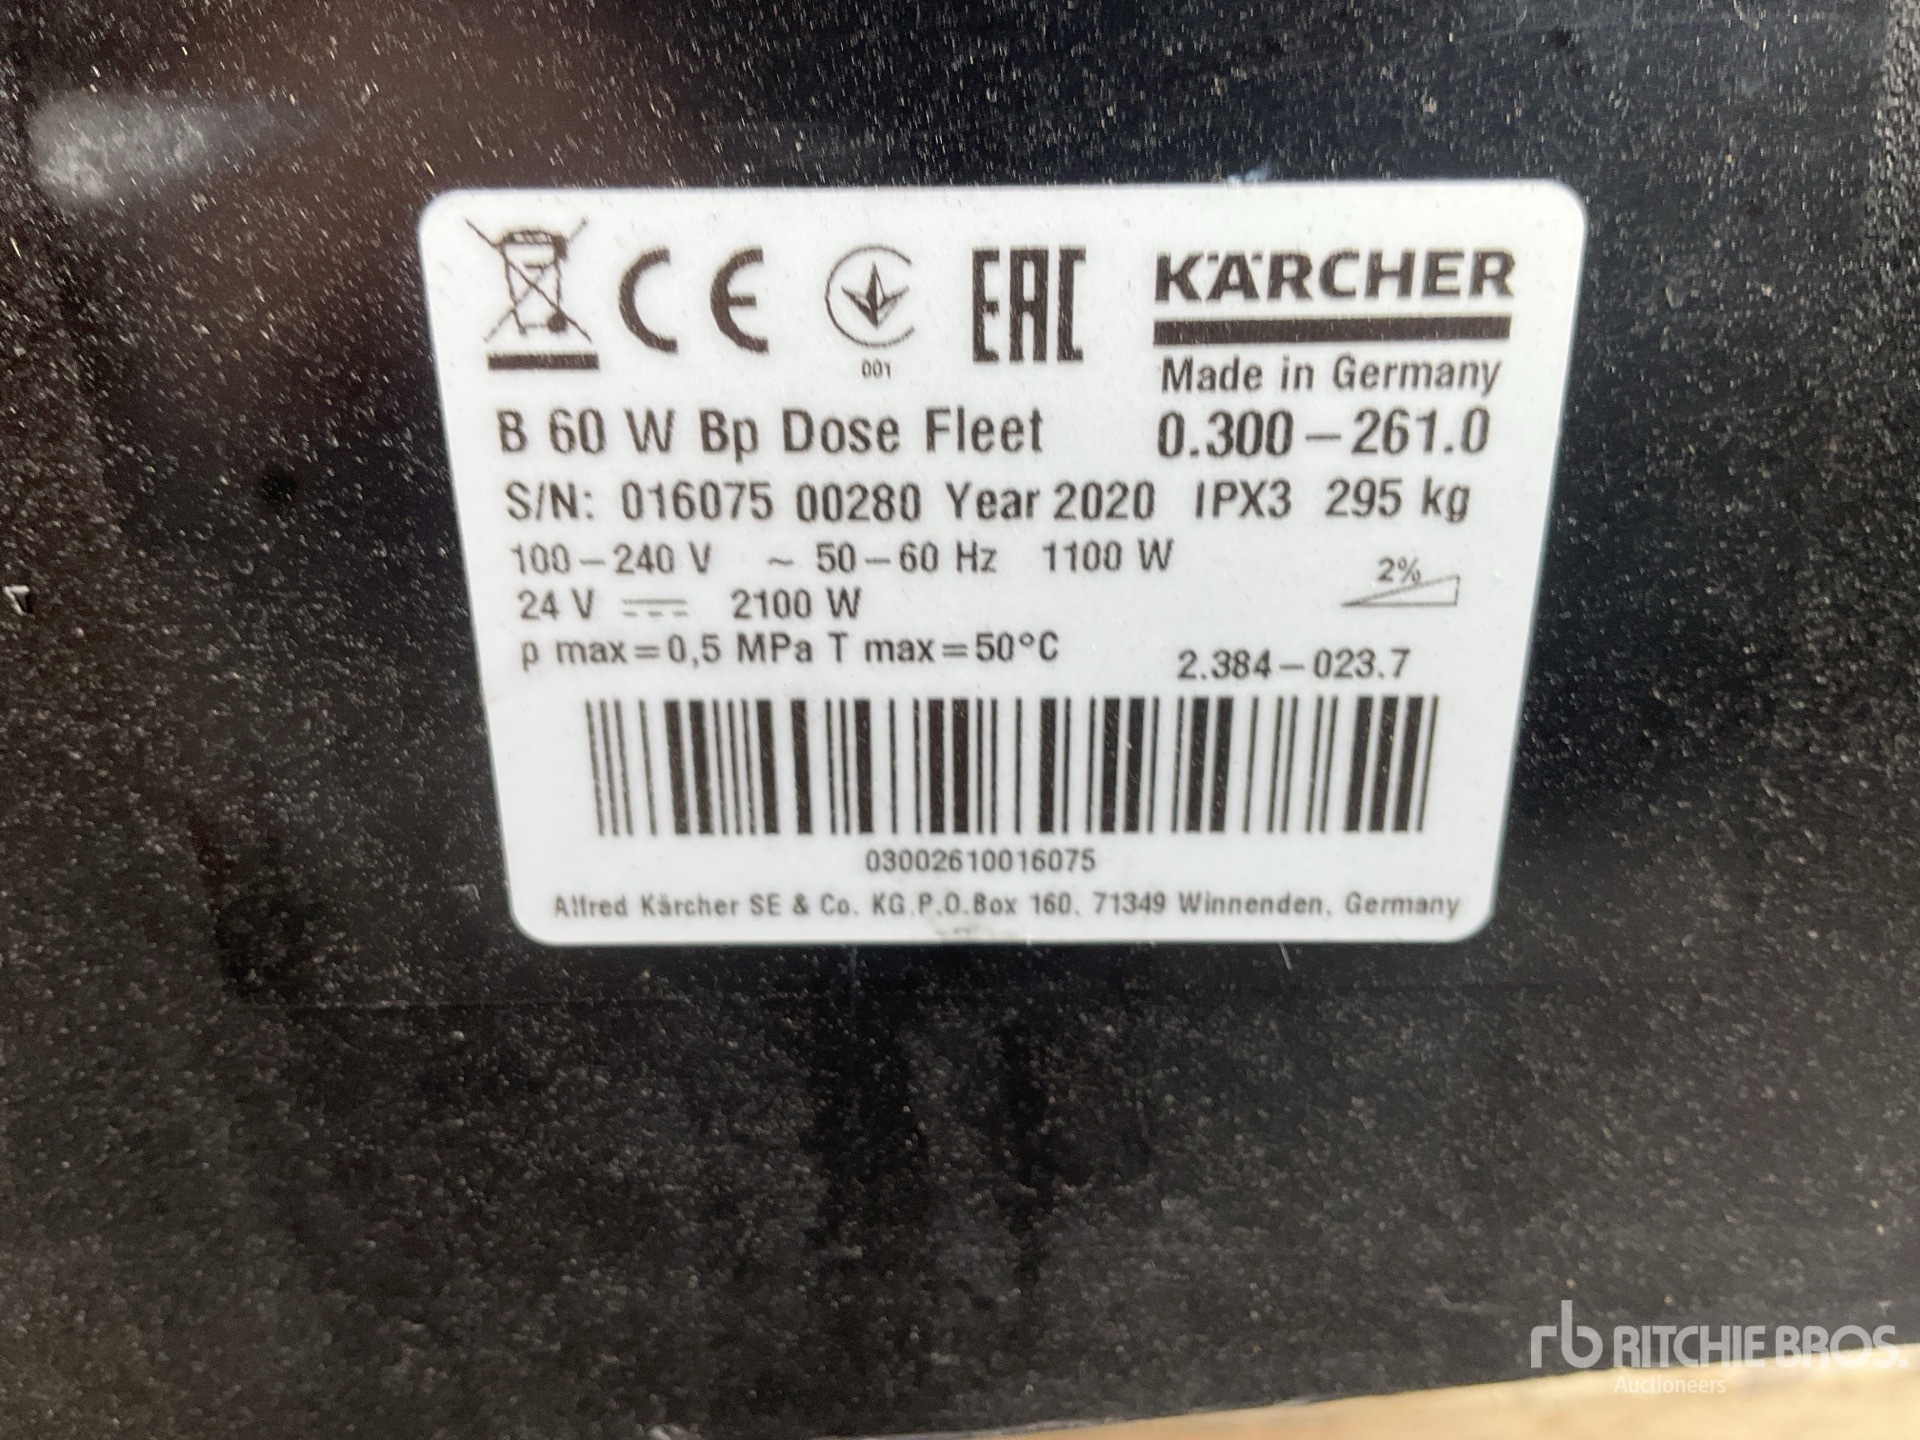 CE
001
EAC
KÄRCHER
Made in Germany
B 60 W Bp Dose Fleet 0.300-261.0
S/N: 016075 00280 Year 2020 IPX3 295 kg
100-240 V ~ 50-60 Hz 1100 W
2%
24 V ⎓ 2100 W
p max=0,5 MPa T max=50°C
2.384-023.7
03002610016075
Alfred Kärcher SE & Co. KG P.O.Box 160, 71349 Winnenden, Germany
rb RITCHIE BROS.
Auctioneers